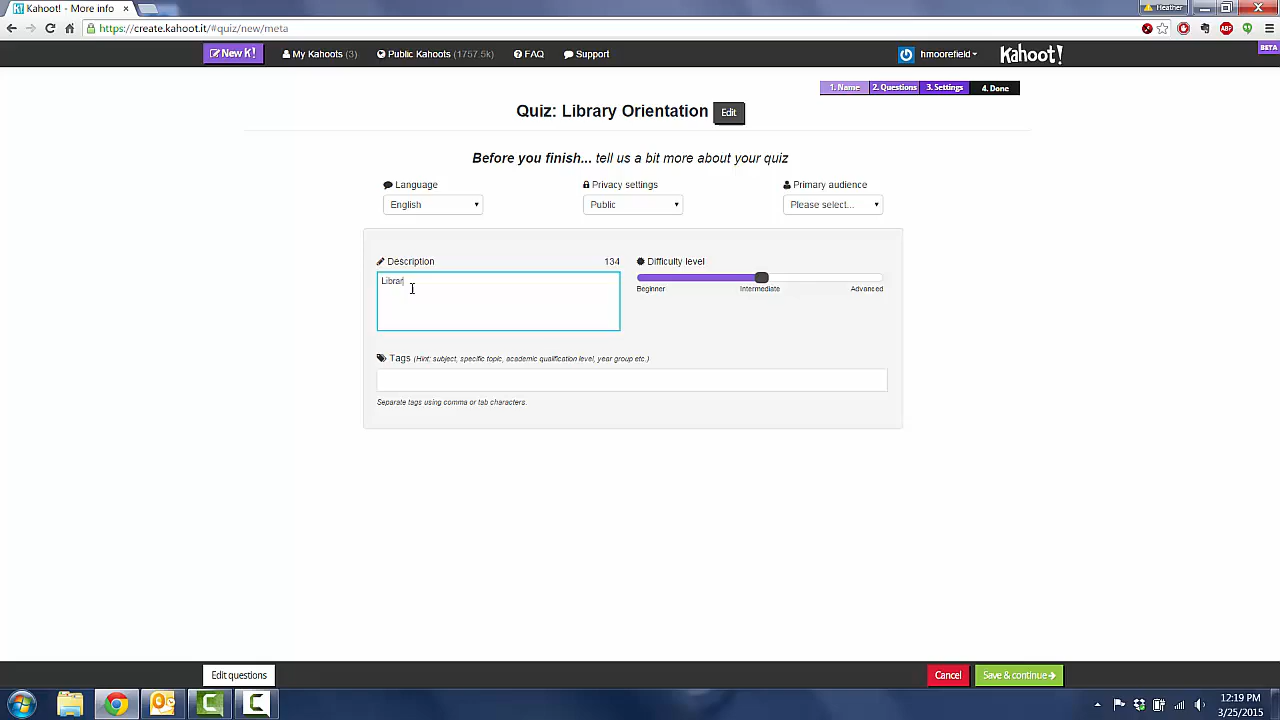 Kahoot! - More info
Heather
https://create.kahoot.it/#quiz/new/meta
New K! My Kahoots (3) Public Kahoots (1757.5k) FAQ Support hmoorefield Kahoot! BETA
1. Name 2. Questions 3. Settings 4. Done
Quiz: Library Orientation Edit
Before you finish... tell us a bit more about your quiz
Language Privacy settings Primary audience
English Public Please select...
Description 134 Difficulty level
Librar
Beginner Intermediate Advanced
Tags (Hint: subject, specific topic, academic qualification level, year group etc.)
Separate tags using comma or tab characters.
Edit questions Cancel Save & continue
12:19 PM
3/25/2015